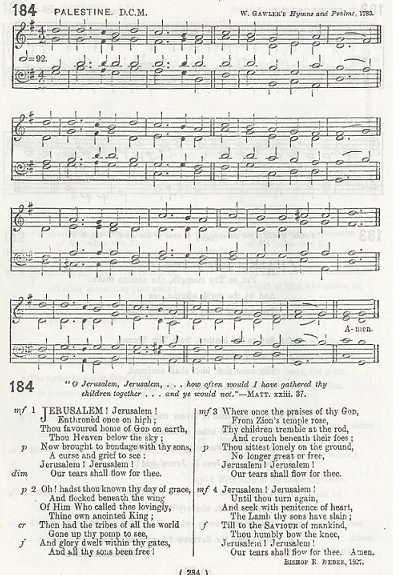 184 PALESTINE. D.C.M. W. GAWLER'S Hymns and Psalms, 1789.
=92.
A-men.
184
"O Jerusalem, Jerusalem, . . . how often would I have gathered thy
children together . . . and ye would not."—MATT. xxiii. 37.
mf 1 JERUSALEM ! Jerusalem !
Enthronèd once on high ;
Thou favoured home of GOD on earth,
Thou Heaven below the sky ;
p Now brought to bondage with thy sons,
A curse and grief to see :
Jerusalem ! Jerusalem !
dim Our tears shall flow for thee.
p 2 Oh ! hadst thou known thy day of grace,
And flocked beneath the wing
Of Him Who called thee lovingly,
Thine own anointed King ;
cr Then had the tribes of all the world
Gone up thy pomp to see,
f And glory dwelt within thy gates,
And all thy sons been free !
mf 3 Where once the praises of thy GOD,
From Zion's temple rose,
Thy children tremble at the rod,
And crouch beneath their foes ;
p Thou sittest lonely on the ground,
No longer great or free,
Jerusalem ! Jerusalem !
Our tears shall flow for thee.
mf 4 Jerusalem ! Jerusalem !
Until thou turn again,
And seek with penitence of heart,
The Lamb thy sons have slain ;
f Till to the SAVIOUR of mankind,
Thou humbly bow the knee,
Jerusalem ! Jerusalem !
Our tears shall flow for thee. Amen.
BISHOP R. HEBER, 1827.
( 284 )